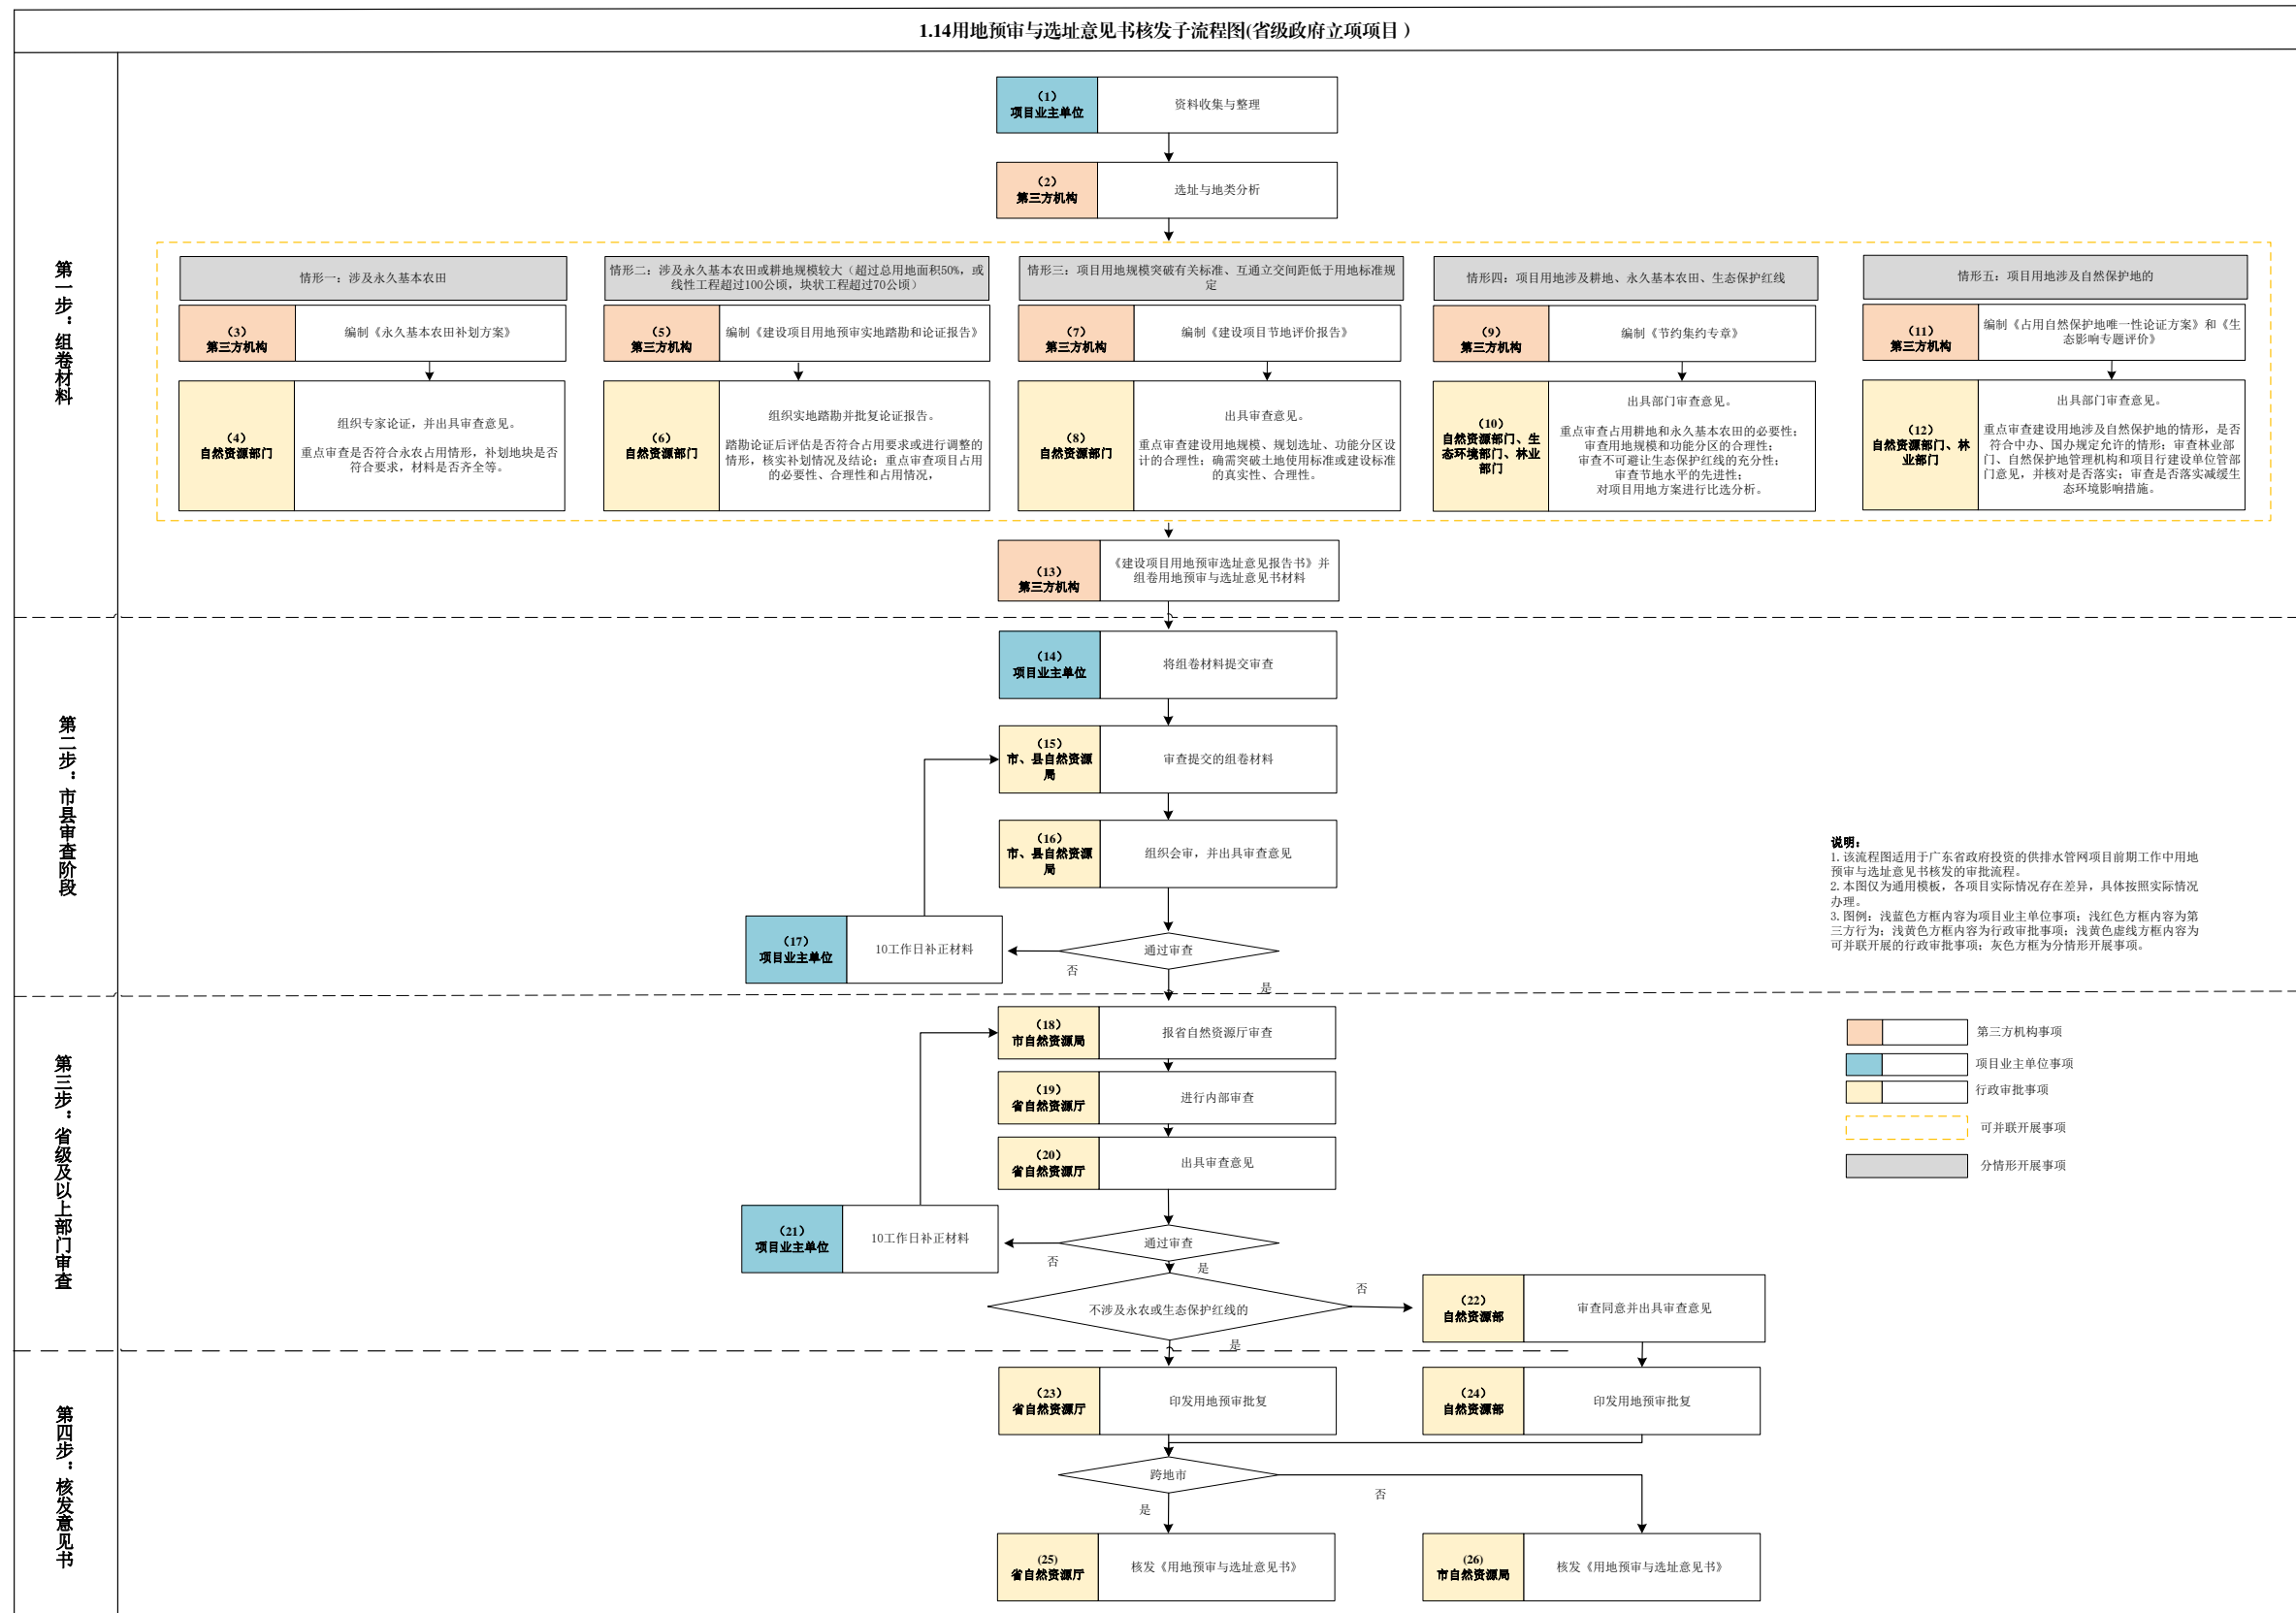 1.14用地预审与选址意见书核发子流程图(省级政府立项项目）
第一步：组卷材料
（1）
项目业主单位
资料收集与整理
（2）
第三方机构
选址与地类分析
情形一：涉及永久基本农田
（3）
第三方机构
编制《永久基本农田补划方案》
（4）
自然资源部门
组织专家论证，并出具审查意见。
重点审查是否符合永农占用情形，补划地块是否
符合要求，材料是否齐全等。
情形二：涉及永久基本农田或耕地规模较大（超过总用地面积50%，或
线性工程超过100公顷，块状工程超过70公顷）
（5）
第三方机构
编制《建设项目用地预审实地踏勘和论证报告》
（6）
自然资源部门
组织实地踏勘并批复论证报告。
踏勘论证后评估是否符合占用要求或进行调整的
情形，核实补划情况及结论；重点审查项目占用
的必要性、合理性和占用情况，
情形三：项目用地规模突破有关标准、互通立交间距低于用地标准规
定
（7）
第三方机构
编制《建设项目节地评价报告》
（8）
自然资源部门
出具审查意见。
重点审查建设用地规模、规划选址、功能分区设
计的合理性；确需突破土地使用标准或建设标准
的真实性、合理性。
情形四：项目用地涉及耕地、永久基本农田、生态保护红线
（9）
第三方机构
编制《节约集约专章》
（10）
自然资源部门、生
态环境部门、林业
部门
出具部门审查意见。
重点审查占用耕地和永久基本农田的必要性；
审查用地规模和功能分区的合理性；
审查不可避让生态保护红线的充分性；
审查节地水平的先进性；
对项目用地方案进行比选分析。
情形五：项目用地涉及自然保护地的
（11）
第三方机构
编制《占用自然保护地唯一性论证方案》和《生
态影响专题评价》
（12）
自然资源部门、林
业部门
出具部门审查意见。
重点审查建设用地涉及自然保护地的情形，是否
符合中办、国办规定允许的情形；审查林业部
门、自然保护地管理机构和项目行建设单位管部
门意见，并核对是否落实；审查是否落实减缓生
态环境影响措施。
（13）
第三方机构
《建设项目用地预审选址意见报告书》并
组卷用地预审与选址意见书材料
第二步：市县审查阶段
（14）
项目业主单位
将组卷材料提交审查
（15）
市、县自然资源
局
审查提交的组卷材料
（16）
市、县自然资源
局
组织会审，并出具审查意见
（17）
项目业主单位
10工作日补正材料
通过审查
否
是
说明：
1.该流程图适用于广东省政府投资的供排水管网项目前期工作中用地
预审与选址意见书核发的审批流程。
2.本图仅为通用模板，各项目实际情况存在差异，具体按照实际情况
办理。
3.图例：浅蓝色方框内容为项目业主单位事项；浅红色方框内容为第
三方行为；浅黄色方框内容为行政审批事项；浅黄色虚线方框内容为
可并联开展的行政审批事项；灰色方框为分情形开展事项。
第三方机构事项
项目业主单位事项
行政审批事项
可并联开展事项
分情形开展事项
第三步：省级及以上部门审查
（18）
市自然资源局
报省自然资源厅审查
（19）
省自然资源厅
进行内部审查
（20）
省自然资源厅
出具审查意见
（21）
项目业主单位
10工作日补正材料
通过审查
否
是
不涉及永农或生态保护红线的
否
是
（22）
自然资源部
审查同意并出具审查意见
第四步：核发意见书
（23）
省自然资源厅
印发用地预审批复
（24）
自然资源部
印发用地预审批复
跨地市
是
否
(25)
省自然资源厅
核发《用地预审与选址意见书》
(26)
市自然资源局
核发《用地预审与选址意见书》